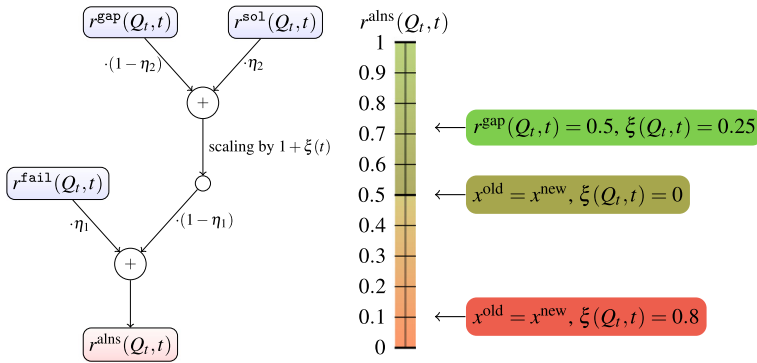 r^gap(Q_t, t)
r^sol(Q_t, t)
·(1−η_2)
·η_2
+
scaling by 1+ξ(t)
r^fail(Q_t, t)
·η_1
·(1−η_1)
+
r^alns(Q_t, t)
r^alns(Q_t, t)
1
0.9
0.8
0.7
0.6
0.5
0.4
0.3
0.2
0.1
0
r^gap(Q_t, t) = 0.5, ξ(Q_t, t) = 0.25
x^old = x^new, ξ(Q_t, t) = 0
x^old = x^new, ξ(Q_t, t) = 0.8